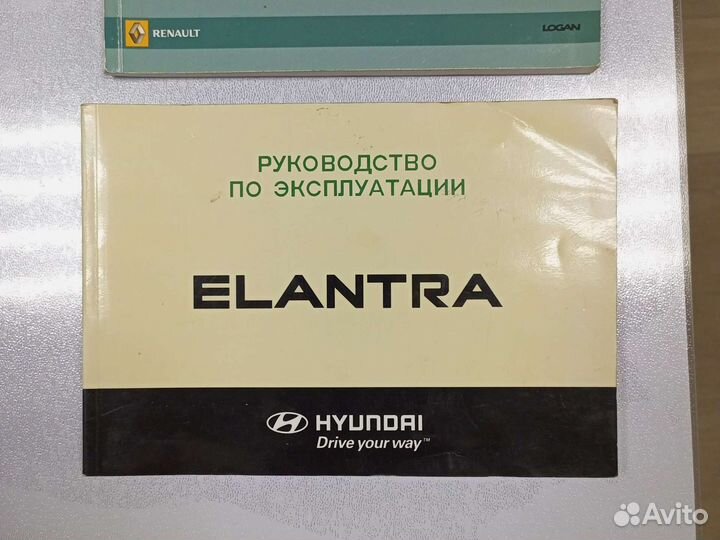 RENAULT
LOGAN
РУКОВОДСТВО
ПО ЭКСПЛУАТАЦИИ
ELANTRA
HYUNDAI
Drive your way™
Avito